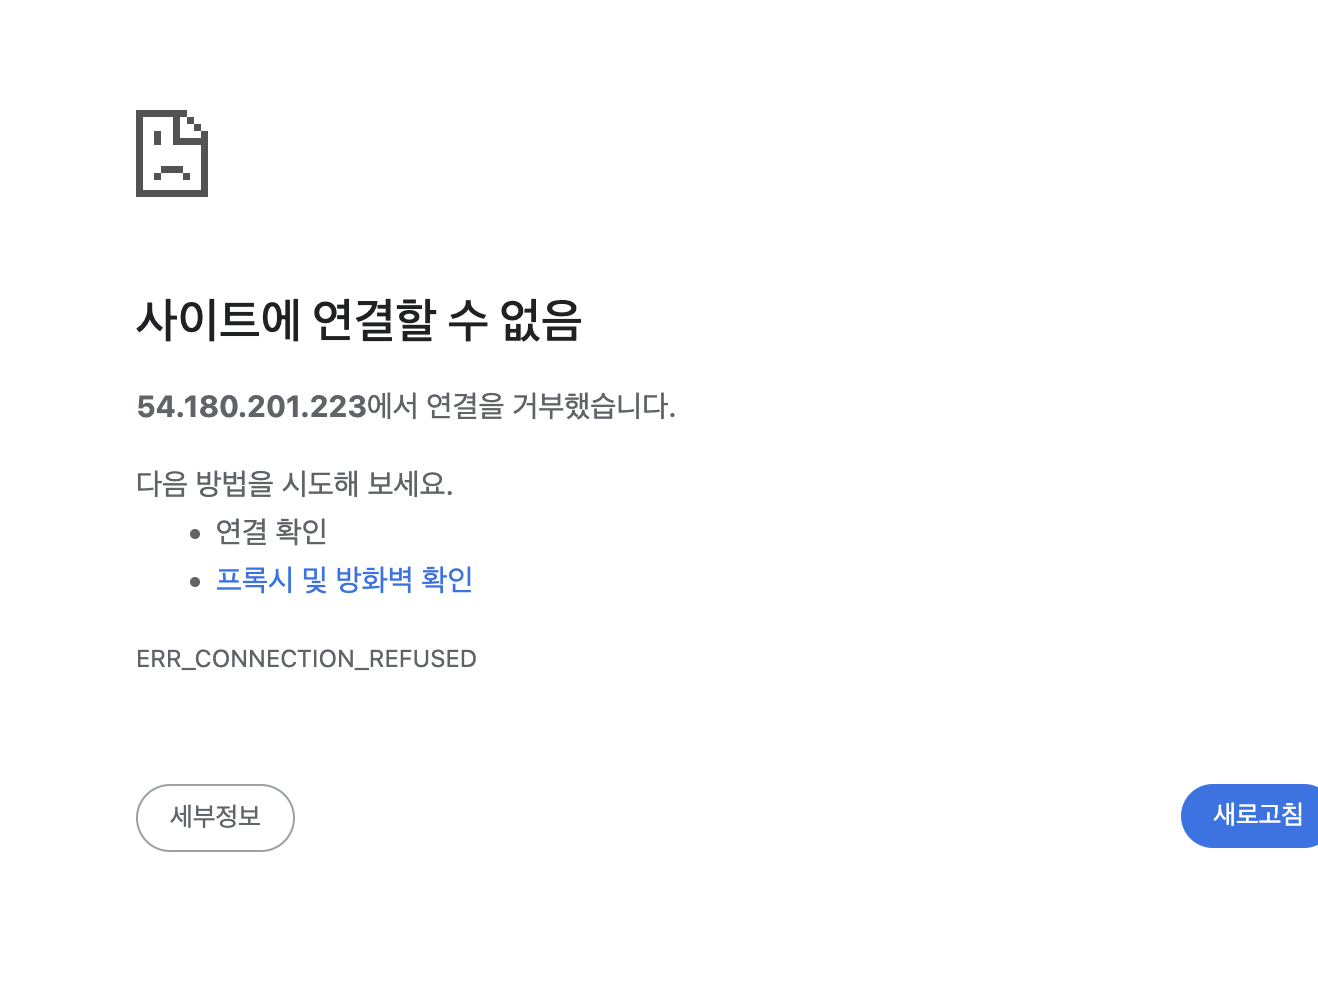 사이트에 연결할 수 없음
54.180.201.223에서 연결을 거부했습니다.
다음 방법을 시도해 보세요.
• 연결 확인
• 프록시 및 방화벽 확인
ERR_CONNECTION_REFUSED
세부정보
새로고침